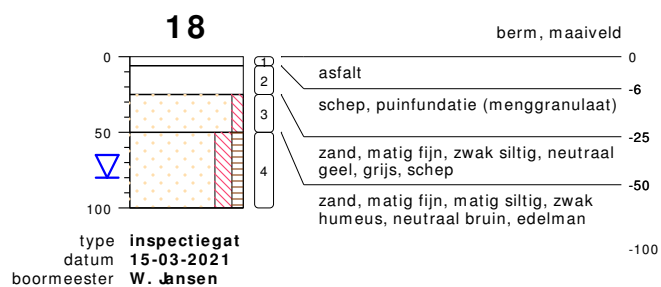 18
berm, maaiveld
0
1
0
asfalt
-6
2
schep, puinfundatie (menggranulaat)
3
-25
50
zand, matig fijn, zwak siltig, neutraal
geel, grijs, schep
4
-50
zand, matig fijn, matig siltig, zwak
humeus, neutraal bruin, edelman
100
-100
type inspectiegat
datum 15-03-2021
boormeester W. Jansen